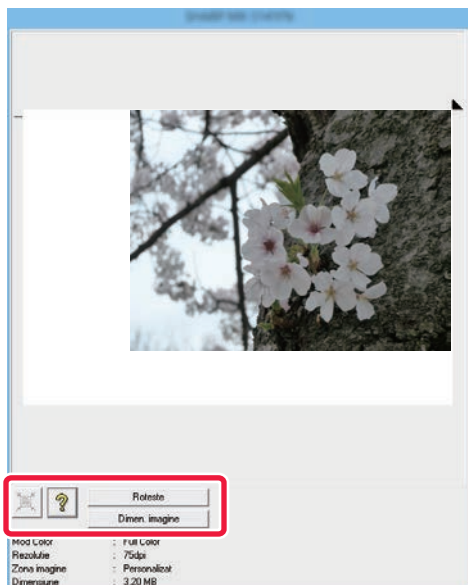 ?
Roteste
Dimen. imagine
Mod Color : Full Color
Rezolutie : 75dpi
Zona imagine : Personalizat
Dimensiune : 3.20 MB